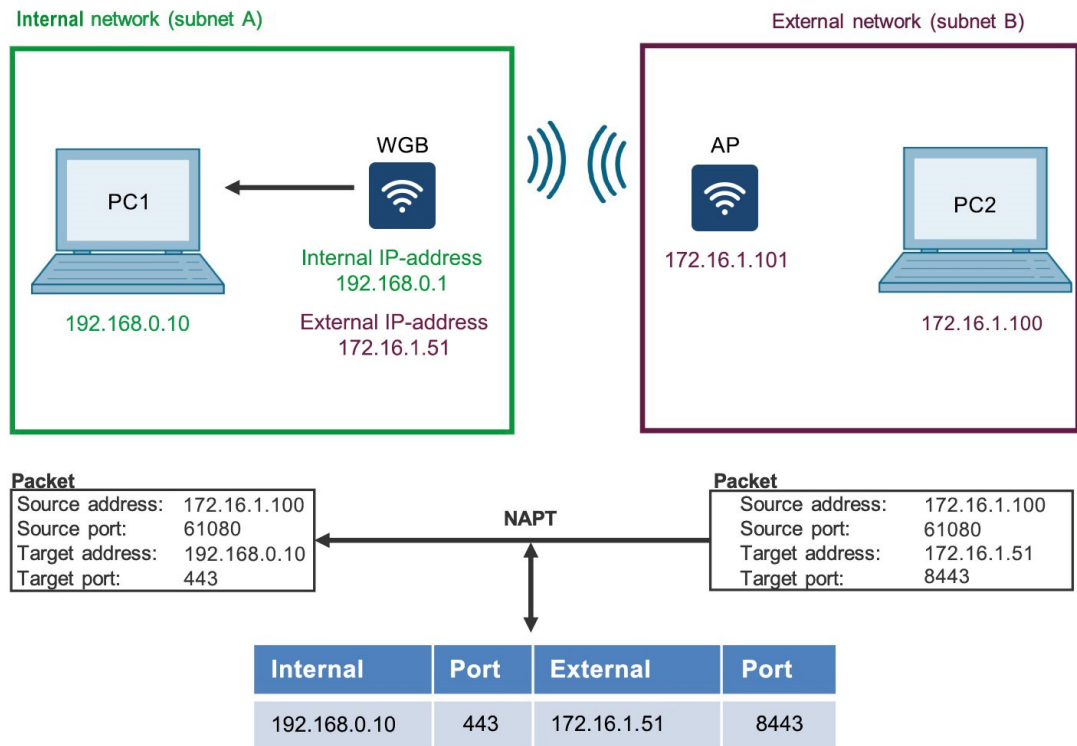 Internal network (subnet A)
External network (subnet B)
PC1
WGB
Internal IP-address
192.168.0.1
External IP-address
172.16.1.51
192.168.0.10
AP
172.16.1.101
PC2
172.16.1.100
Packet
Source address: 172.16.1.100
Source port: 61080
Target address: 192.168.0.10
Target port: 443
NAPT
Packet
Source address: 172.16.1.100
Source port: 61080
Target address: 172.16.1.51
Target port: 8443
Internal Port External Port
192.168.0.10 443 172.16.1.51 8443